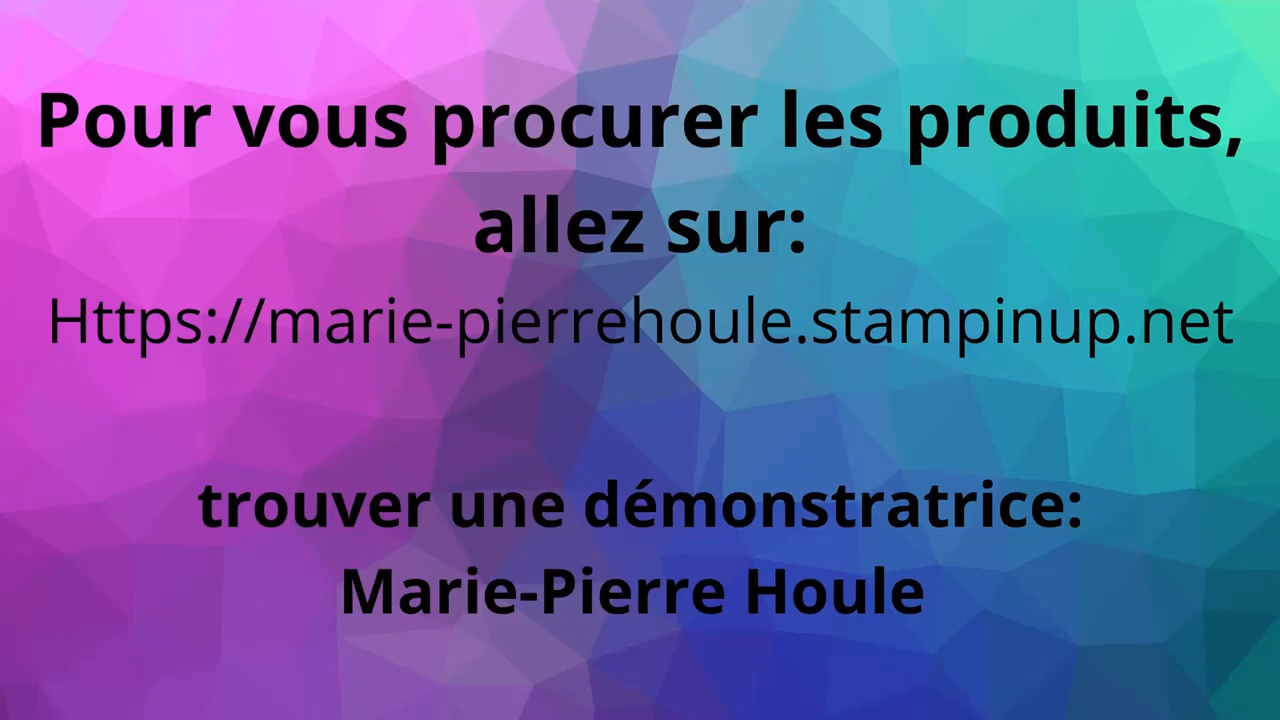 Pour vous procurer les produits,
allez sur:
Https://marie-pierrehoule.stampinup.net
trouver une démonstratrice:
Marie-Pierre Houle